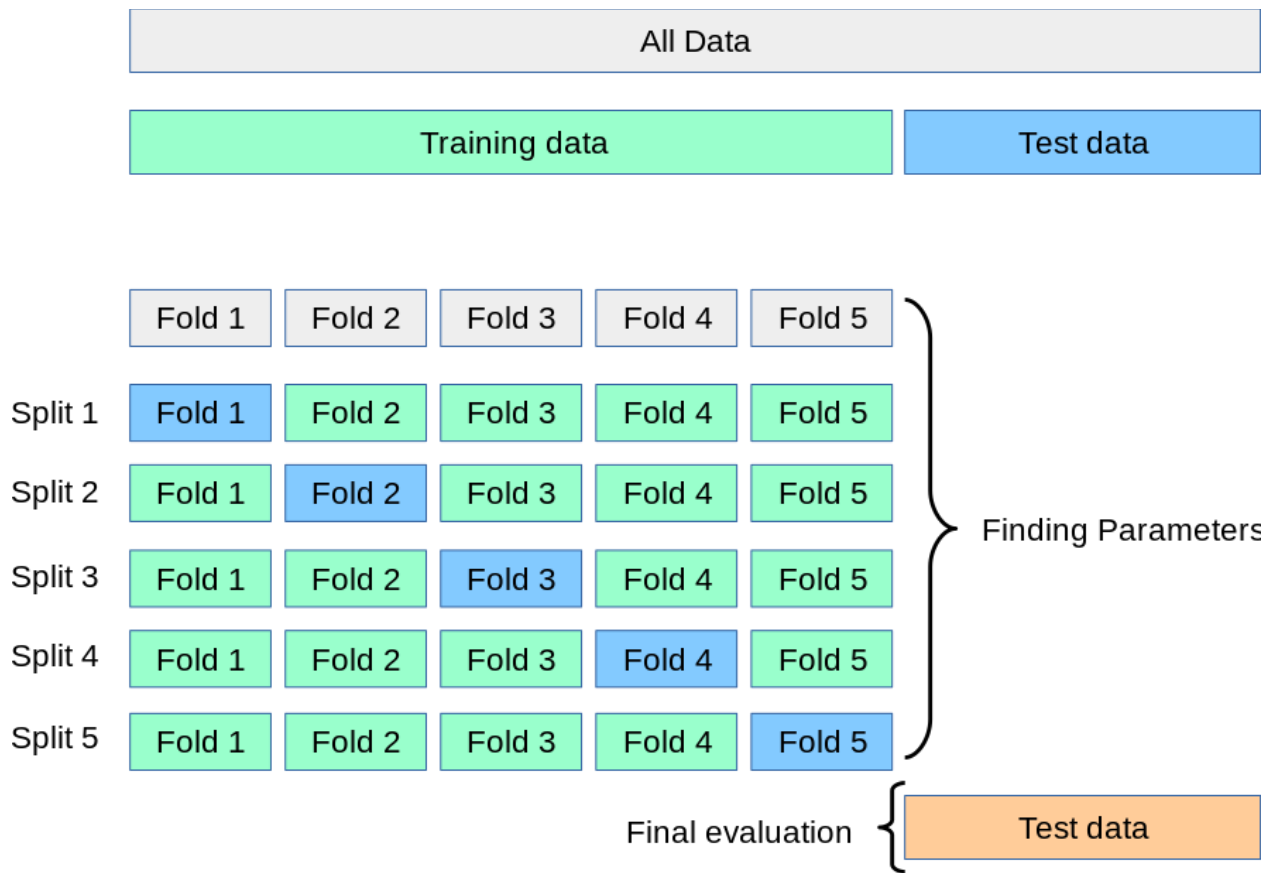 All Data
Training data Test data
Fold 1 Fold 2 Fold 3 Fold 4 Fold 5
Split 1 Fold 1 Fold 2 Fold 3 Fold 4 Fold 5
Split 2 Fold 1 Fold 2 Fold 3 Fold 4 Fold 5
Finding Parameters
Split 3 Fold 1 Fold 2 Fold 3 Fold 4 Fold 5
Split 4 Fold 1 Fold 2 Fold 3 Fold 4 Fold 5
Split 5 Fold 1 Fold 2 Fold 3 Fold 4 Fold 5
Final evaluation Test data